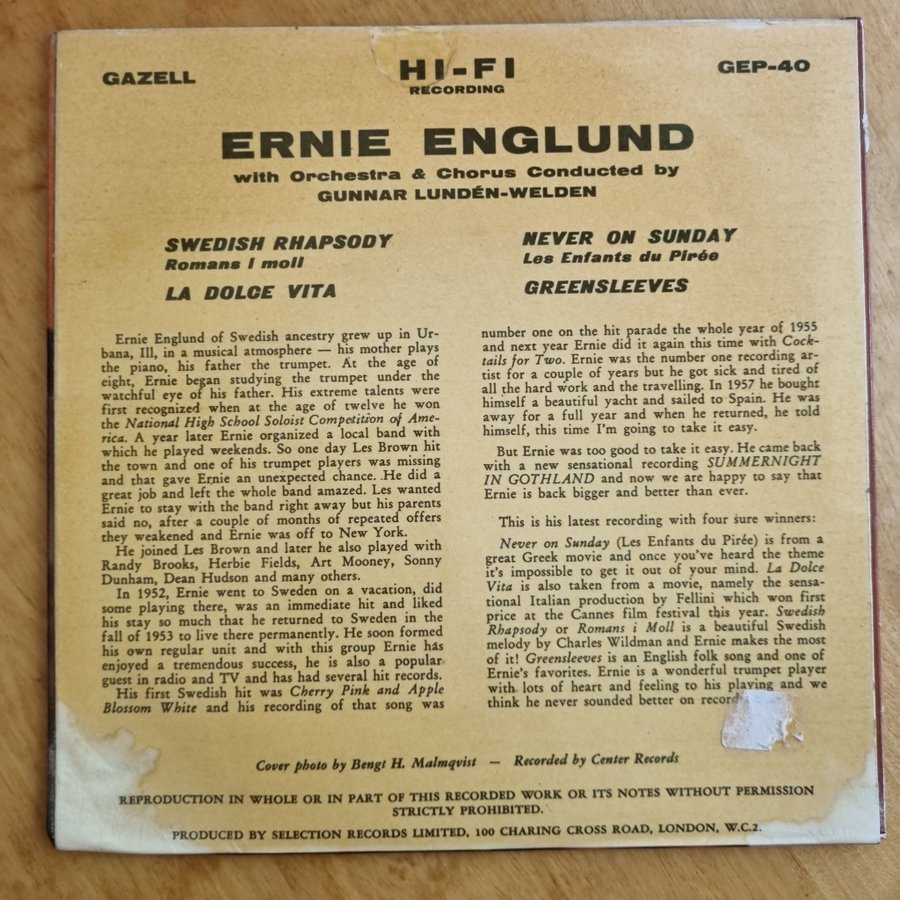 GAZELL
HI-FI
RECORDING
GEP-40
ERNIE ENGLUND
with Orchestra & Chorus Conducted by
GUNNAR LUNDÉN-WELDEN
SWEDISH RHAPSODY
Romans i moll
LA DOLCE VITA
NEVER ON SUNDAY
Les Enfants du Pirée
GREENSLEEVES
Ernie Englund of Swedish ancestry grew up in Ur-
bana, Ill, in a musical atmosphere — his mother plays
the piano, his father the trumpet. At the age of
eight, Ernie began studying the trumpet under the
watchful eye of his father. His extreme talents were
first recognized when at the age of twelve he won
the National High School Soloist Competition of Ame-
rica. A year later Ernie organized a local band with
which he played weekends. So one day Les Brown hit
the town and one of his trumpet players was missing
and that gave Ernie an unexpected chance. He did a
great job and left the whole band amazed. Les wanted
Ernie to stay with the band right away but his parents
said no, after a couple of months of repeated offers
they weakened and Ernie was off to New York.
He joined Les Brown and later he also played with
Randy Brooks, Herbie Fields, Art Mooney, Sonny
Dunham, Dean Hudson and many others.
In 1952, Ernie went to Sweden on a vacation, did
some playing there, was an immediate hit and liked
his stay so much that he returned to Sweden in the
fall of 1953 to live there permanently. He soon formed
his own regular unit and with this group Ernie has
enjoyed a tremendous success, he is also a popular
guest in radio and TV and has had several hit records.
His first Swedish hit was Cherry Pink and Apple
Blossom White and his recording of that song was
number one on the hit parade the whole year of 1955
and next year Ernie did it again this time with Cock-
tails for Two. Ernie was the number one recording ar-
tist for a couple of years but he got sick and tired of
all the hard work and the travelling. In 1957 he bought
himself a beautiful yacht and sailed to Spain. He was
away for a full year and when he returned, he told
himself, this time I'm going to take it easy.
But Ernie was too good to take it easy. He came back
with a new sensational recording SUMMERNIGHT
IN GOTHLAND and now we are happy to say that
Ernie is back bigger and better than ever.
This is his latest recording with four sure winners:
Never on Sunday (Les Enfants du Pirée) is from a
great Greek movie and once you've heard the theme
it's impossible to get it out of your mind. La Dolce
Vita is also taken from a movie, namely the sensa-
tional Italian production by Fellini which won first
price at the Cannes film festival this year. Swedish
Rhapsody or Romans i Moll is a beautiful Swedish
melody by Charles Wildman and Ernie makes the most
of it! Greensleeves is an English folk song and one of
Ernie's favorites. Ernie is a wonderful trumpet player
with lots of heart and feeling to his playing and we
think he never sounded better on
Cover photo by Bengt H. Malmqvist — Recorded by Center Records
REPRODUCTION IN WHOLE OR IN PART OF THIS RECORDED WORK OR ITS NOTES WITHOUT PERMISSION
STRICTLY PROHIBITED.
PRODUCED BY SELECTION RECORDS LIMITED, 100 CHARING CROSS ROAD, LONDON, W.C.2.